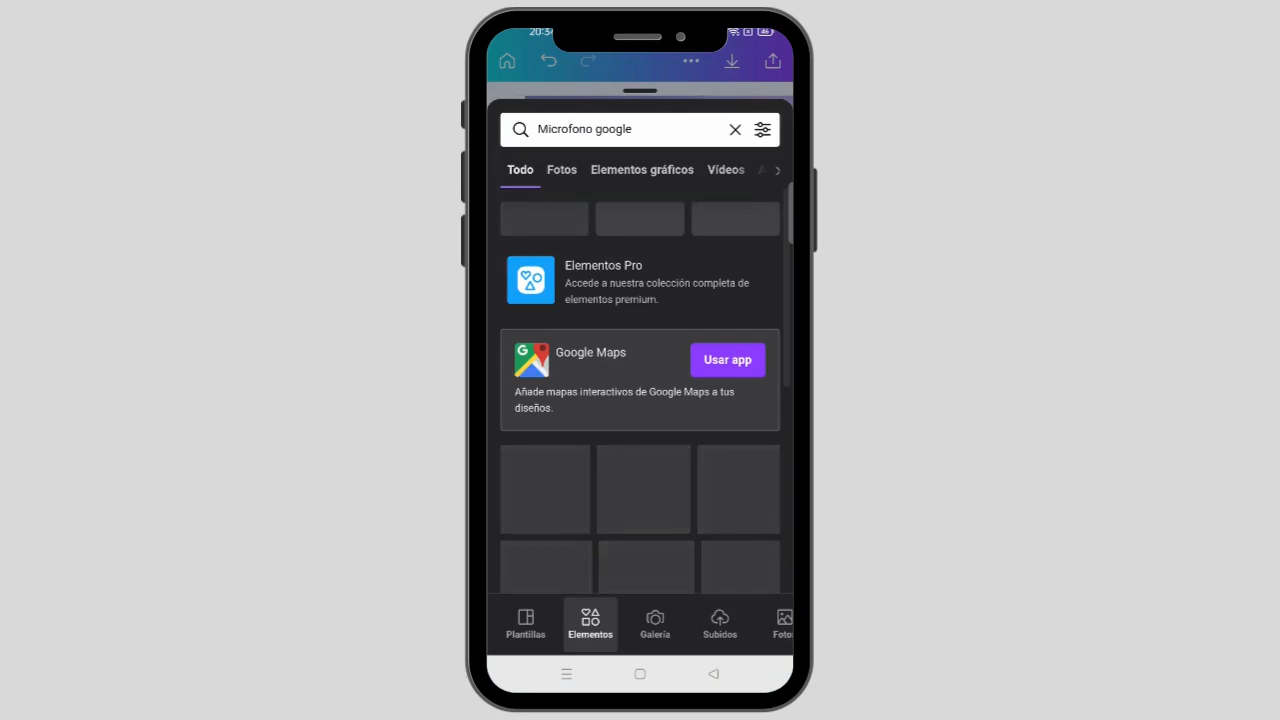 20:34
Microfono google
Todo Fotos Elementos gráficos Vídeos
Elementos Pro
Accede a nuestra colección completa de
elementos premium.
G
Google Maps
Usar app
Añade mapas interactivos de Google Maps a tus
diseños.
Plantillas Elementos Galería Subidos Foto